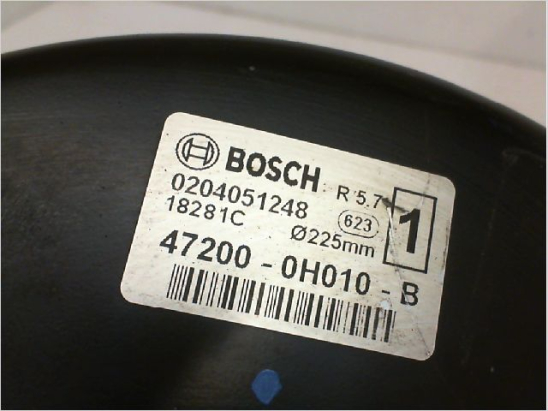 BOSCH R 5.7
0204051248 623 1
18281C Ø225mm
47200 - 0H010 - B